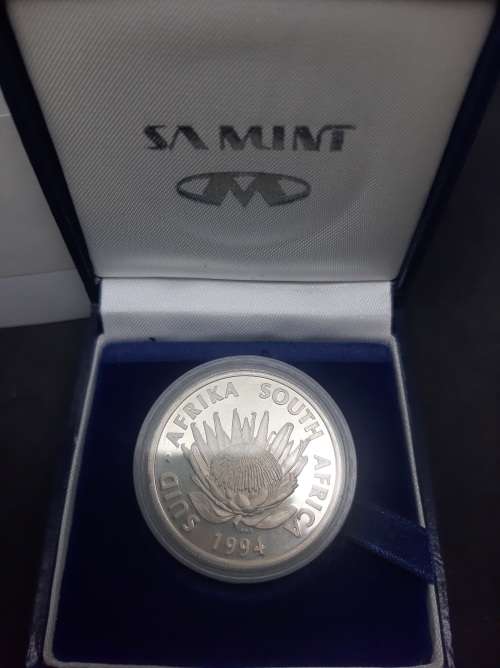 SA MINT
SUID · AFRIKA SOUTH AFRICA
1994